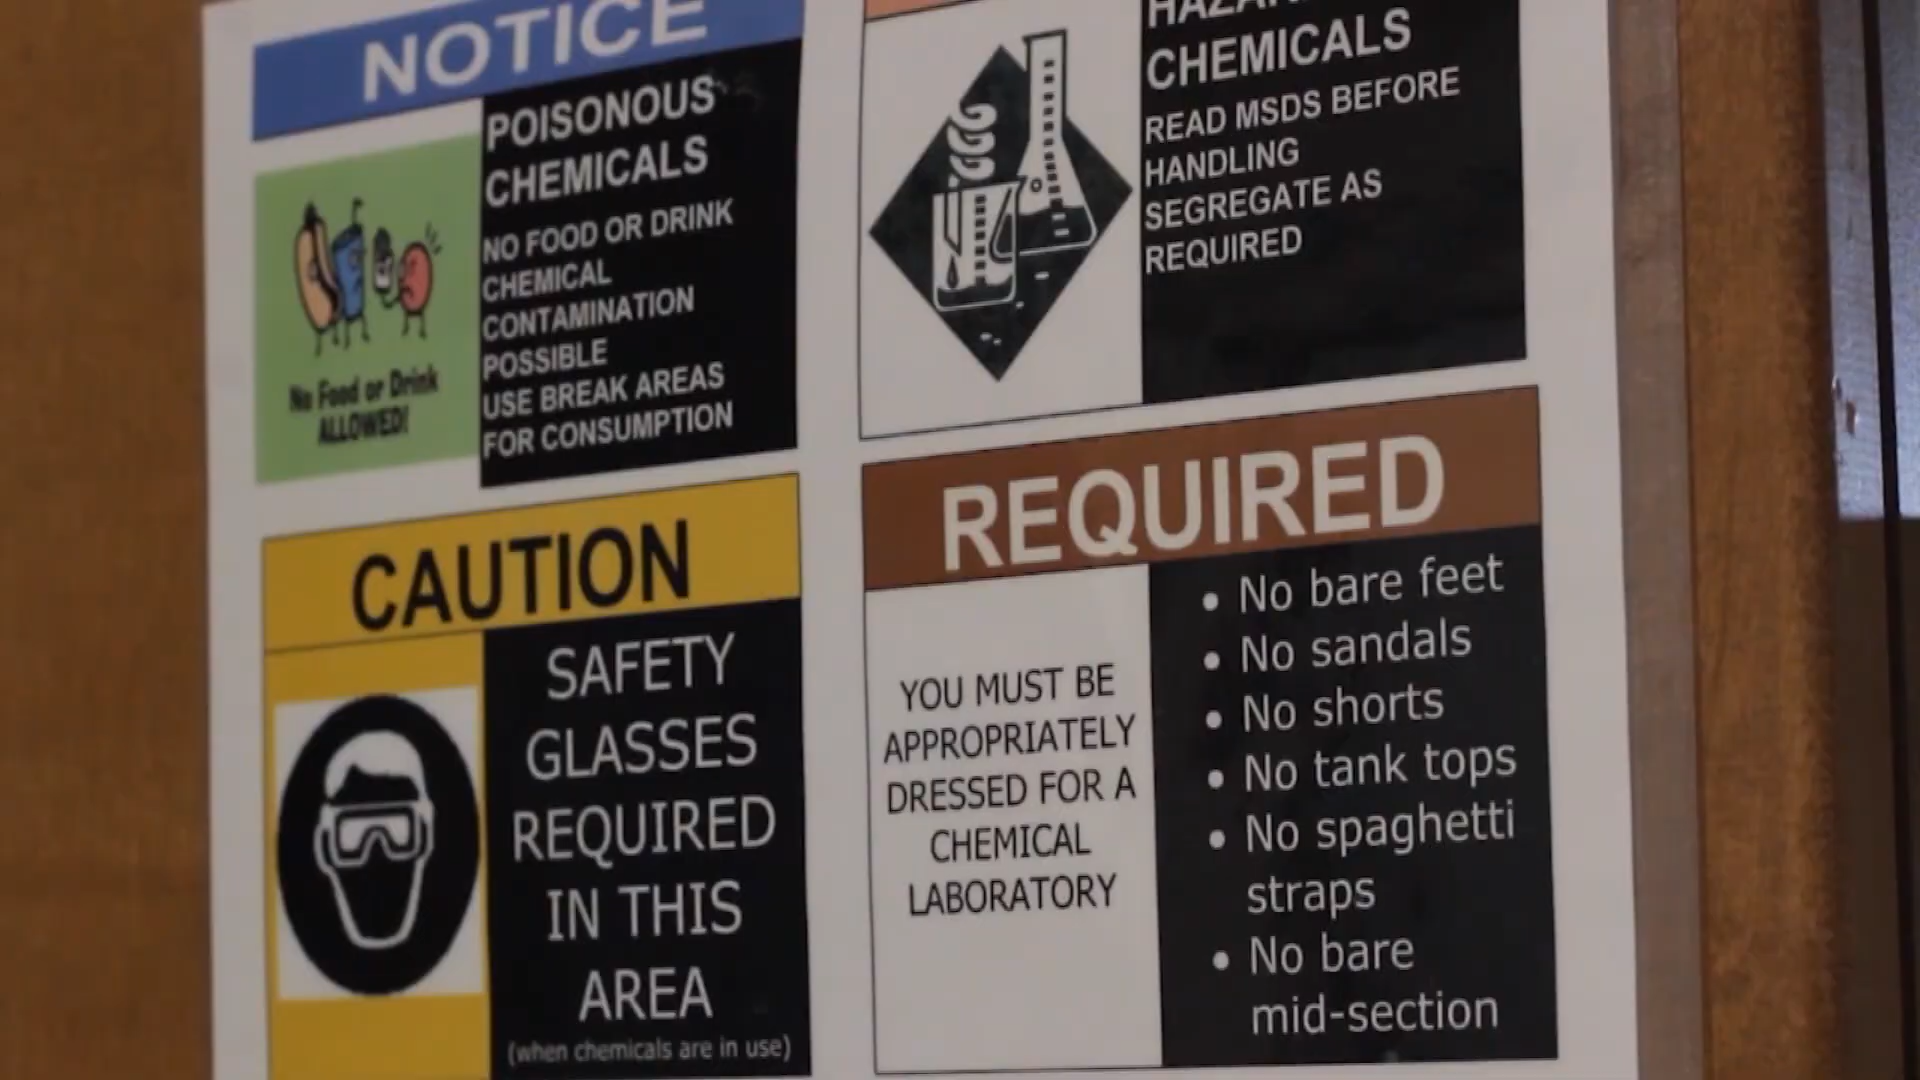 NOTICE
POISONOUS
CHEMICALS
NO FOOD OR DRINK
CHEMICAL
CONTAMINATION
POSSIBLE
USE BREAK AREAS
FOR CONSUMPTION
No Food or Drink
ALLOWED!
CHEMICALS
READ MSDS BEFORE
HANDLING
SEGREGATE AS
REQUIRED
CAUTION
SAFETY
GLASSES
REQUIRED
IN THIS
AREA
(when chemicals are in use)
REQUIRED
YOU MUST BE
APPROPRIATELY
DRESSED FOR A
CHEMICAL
LABORATORY
• No bare feet
• No sandals
• No shorts
• No tank tops
• No spaghetti
straps
• No bare
mid-section